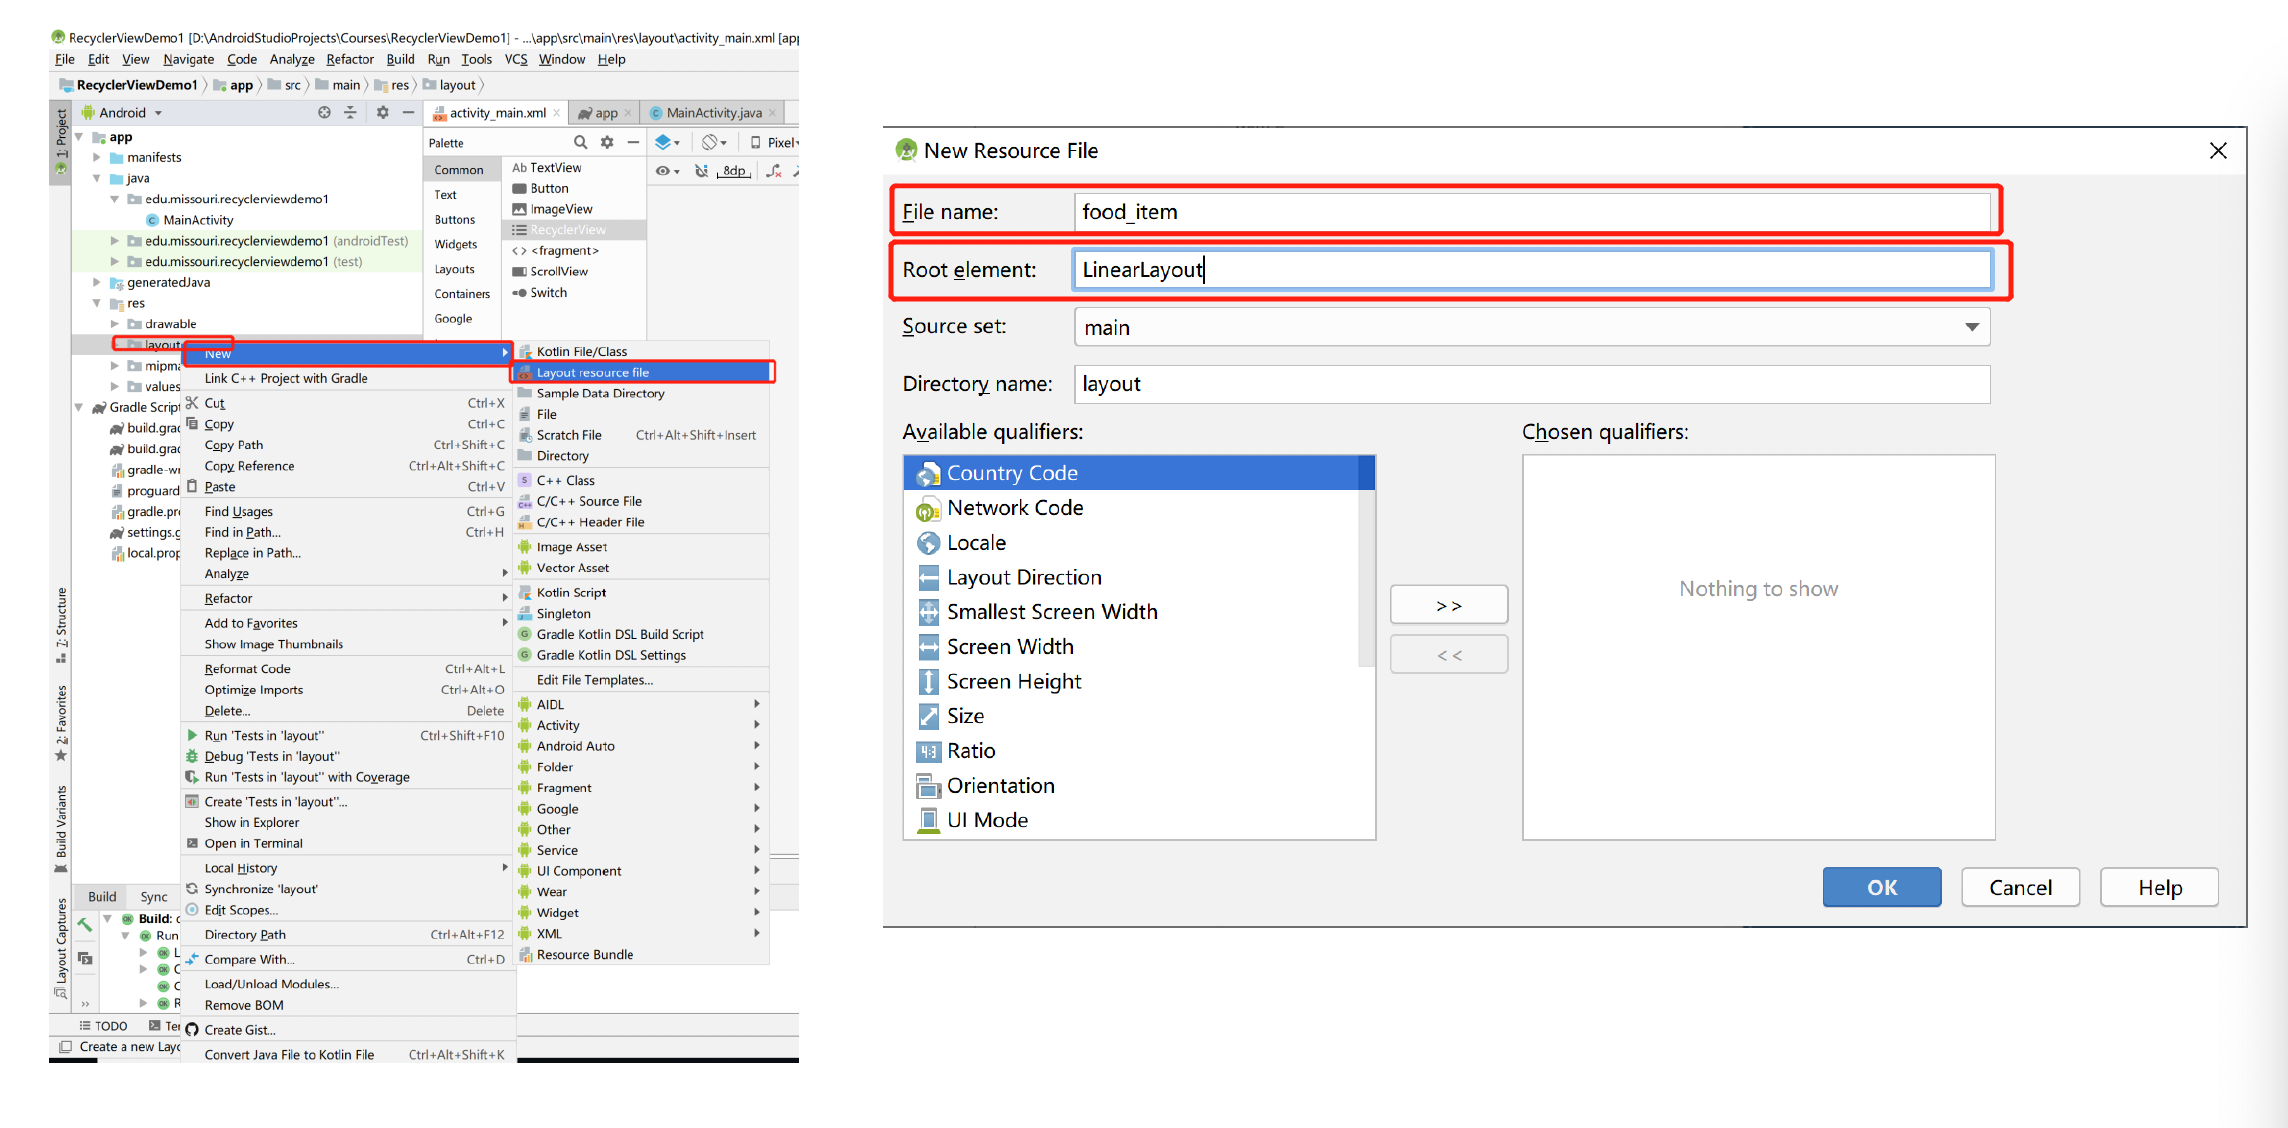 RecyclerViewDemo1 [D:\AndroidStudioProjects\Courses\RecyclerViewDemo1] - ...\app\src\main\res\layout\activity_main.xml [app
File Edit View Navigate Code Analyze Refactor Build Run Tools VCS Window Help
RecyclerViewDemo1 app src main res layout
1: Project
7: Structure
2: Favorites
Build Variants
Layout Captures
Android
app
manifests
java
edu.missouri.recyclerviewdemo1
MainActivity
edu.missouri.recyclerviewdemo1 (androidTest)
edu.missouri.recyclerviewdemo1 (test)
generatedJava
res
drawable
layout
mipma
values
Gradle Script
build.grad
build.grad
gradle-wr
proguard
gradle.pro
settings.g
local.prop
activity_main.xml app MainActivity.java
Palette
Pixel
8dp
Common
Text
Buttons
Widgets
Layouts
Containers
Google
Ab TextView
Button
ImageView
RecyclerView
<fragment>
ScrollView
Switch
New
Link C++ Project with Gradle
Cut Ctrl+X
Copy Ctrl+C
Copy Path Ctrl+Shift+C
Copy Reference Ctrl+Alt+Shift+C
Paste Ctrl+V
Find Usages Ctrl+G
Find in Path... Ctrl+H
Replace in Path...
Analyze
Refactor
Add to Favorites
Show Image Thumbnails
Reformat Code Ctrl+Alt+L
Optimize Imports Ctrl+Alt+O
Delete... Delete
Run 'Tests in 'layout'' Ctrl+Shift+F10
Debug 'Tests in 'layout''
Run 'Tests in 'layout'' with Coverage
Create 'Tests in 'layout''...
Show in Explorer
Open in Terminal
Local History
Synchronize 'layout'
Edit Scopes...
Directory Path Ctrl+Alt+F12
Compare With... Ctrl+D
Load/Unload Modules...
Remove BOM
Create Gist...
Convert Java File to Kotlin File Ctrl+Alt+Shift+K
Kotlin File/Class
Layout resource file
Sample Data Directory
File
Scratch File Ctrl+Alt+Shift+Insert
Directory
C++ Class
C/C++ Source File
C/C++ Header File
Image Asset
Vector Asset
Kotlin Script
Singleton
Gradle Kotlin DSL Build Script
Gradle Kotlin DSL Settings
Edit File Templates...
AIDL
Activity
Android Auto
Folder
Fragment
Google
Other
Service
UI Component
Wear
Widget
XML
Resource Bundle
Build Sync
Build: c
Run
TODO Ter
Create a new Layo
New Resource File
File name: food_item
Root element: LinearLayout
Source set: main
Directory name: layout
Available qualifiers:
Country Code
Network Code
Locale
Layout Direction
Smallest Screen Width
Screen Width
Screen Height
Size
Ratio
Orientation
UI Mode
>>
<<
Chosen qualifiers:
Nothing to show
OK Cancel Help